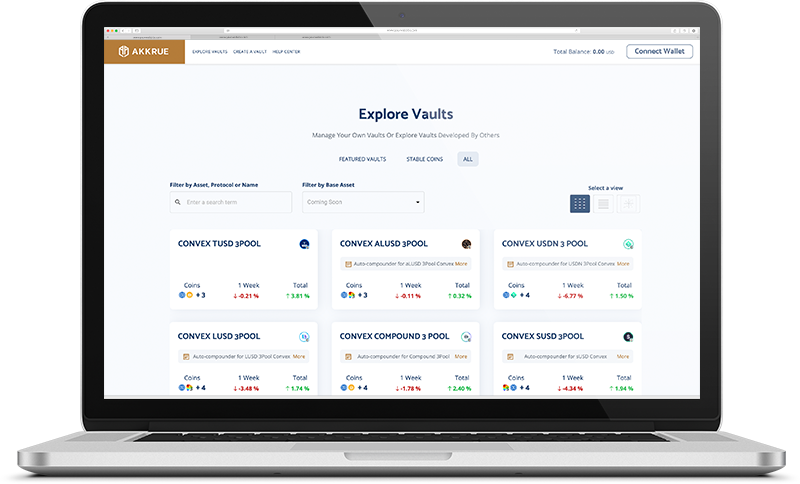 AKKRUE
EXPLORE VAULTS CREATE A VAULT HELP CENTER
Total Balance: 0.00 USD
Connect Wallet
Explore Vaults
Manage Your Own Vaults Or Explore Vaults Developed By Others
FEATURED VAULTS STABLE COINS ALL
Filter by Asset, Protocol or Name
Enter a search term
Filter by Base Asset
Coming Soon
Select a view
CONVEX TUSD 3POOL
Coins 1 Week Total
+ 3 ↓ -0.21 % ↑ 3.81 %
CONVEX ALUSD 3POOL
Auto-compounder for aLUSD 3Pool Convex More
Coins 1 Week Total
+ 3 ↓ -0.11 % ↑ 0.32 %
CONVEX USDN 3 POOL
Auto-compounder for USDN 3Pool Convex More
Coins 1 Week Total
+ 4 ↓ -6.77 % ↑ 1.50 %
CONVEX LUSD 3POOL
Auto-compounder for LUSD 3Pool Convex More
Coins 1 Week Total
+ 4 ↓ -3.48 % ↑ 1.74 %
CONVEX COMPOUND 3 POOL
Auto-compounder for Compound 3Pool More
Coins 1 Week Total
+ 4 ↓ -1.78 % ↑ 2.40 %
CONVEX SUSD 3POOL
Auto-compounder for sUSD Convex More
Coins 1 Week Total
+ 4 ↓ -4.34 % ↑ 1.94 %